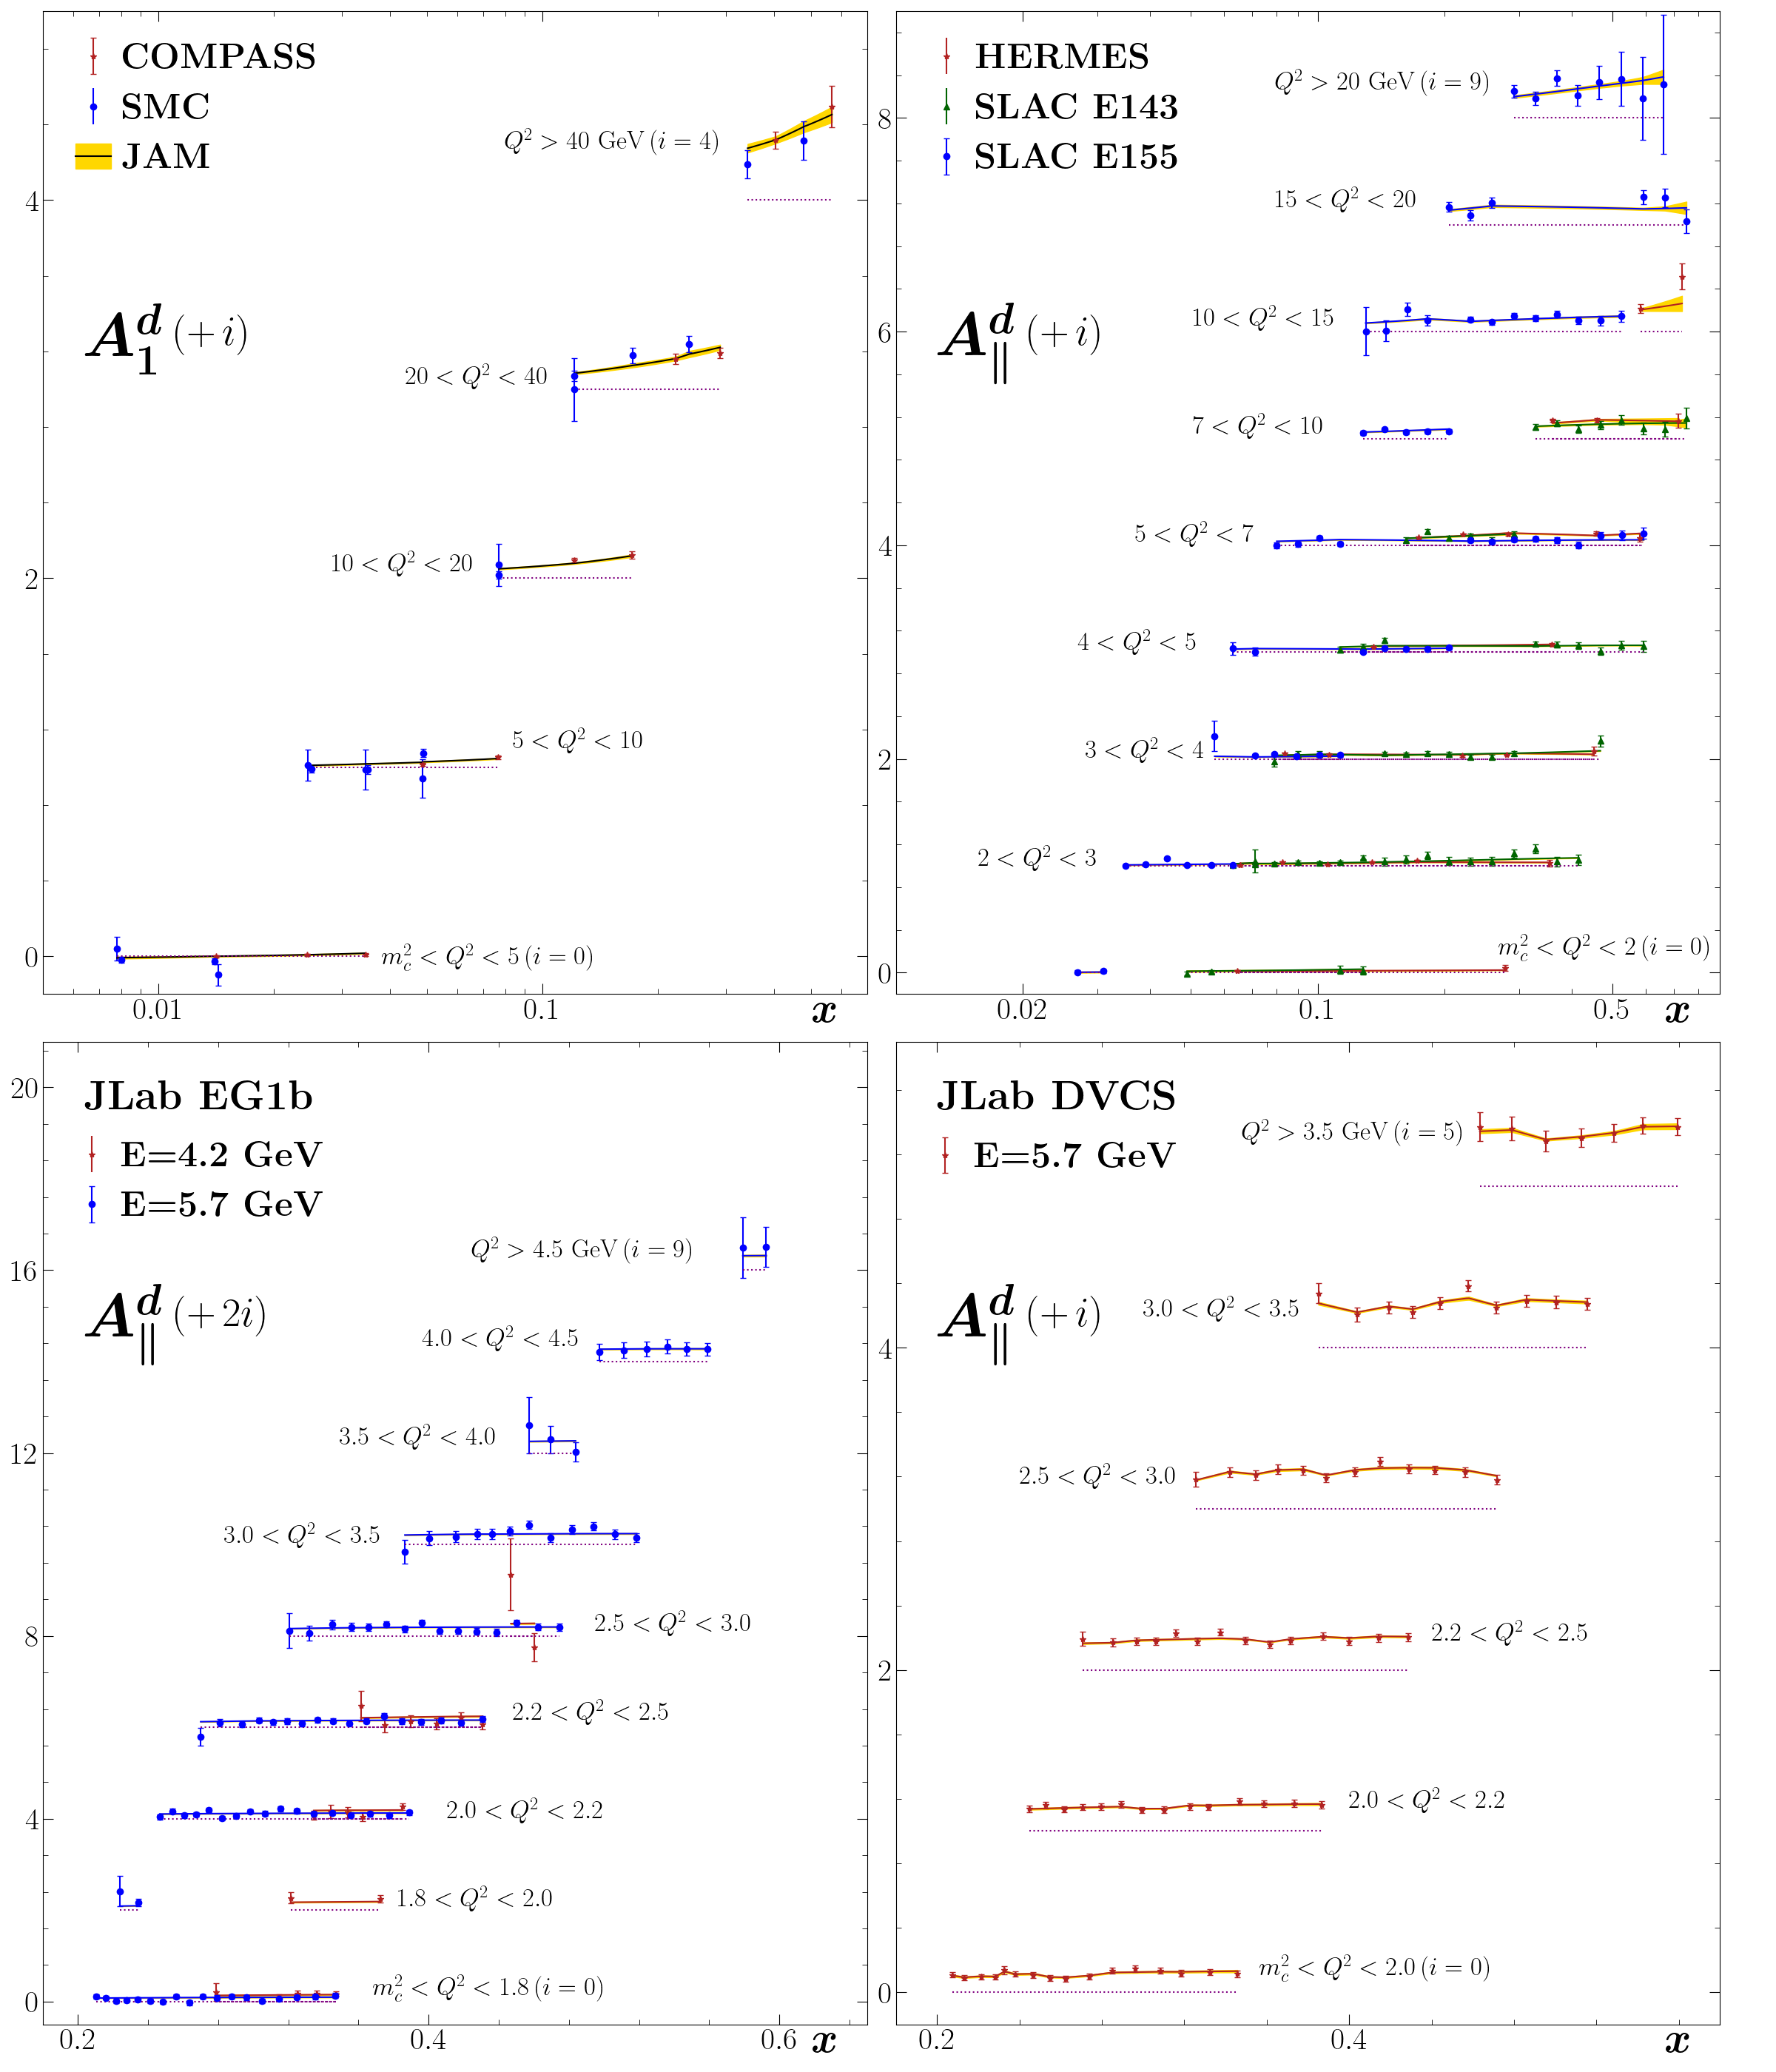 COMPASS
SMC
JAM
Q² > 40 GeV (i = 4)
4
A₁ᵈ (+ i)
20 < Q² < 40
10 < Q² < 20
2
5 < Q² < 10
0
m_c² < Q² < 5 (i = 0)
0.01 0.1 x
HERMES
SLAC E143
SLAC E155
Q² > 20 GeV (i = 9)
8
15 < Q² < 20
A∥ᵈ (+ i)
10 < Q² < 15
6
7 < Q² < 10
5 < Q² < 7
4
4 < Q² < 5
3 < Q² < 4
2
2 < Q² < 3
m_c² < Q² < 2 (i = 0)
0
0.02 0.1 0.5 x
20
JLab EG1b
E=4.2 GeV
E=5.7 GeV
Q² > 4.5 GeV (i = 9)
16
A∥ᵈ (+ 2i)
4.0 < Q² < 4.5
3.5 < Q² < 4.0
12
3.0 < Q² < 3.5
2.5 < Q² < 3.0
8
2.2 < Q² < 2.5
2.0 < Q² < 2.2
4
1.8 < Q² < 2.0
m_c² < Q² < 1.8 (i = 0)
0
0.2 0.4 0.6 x
JLab DVCS
E=5.7 GeV
Q² > 3.5 GeV (i = 5)
A∥ᵈ (+ i)
3.0 < Q² < 3.5
4
2.5 < Q² < 3.0
2.2 < Q² < 2.5
2
2.0 < Q² < 2.2
m_c² < Q² < 2.0 (i = 0)
0
0.2 0.4 x